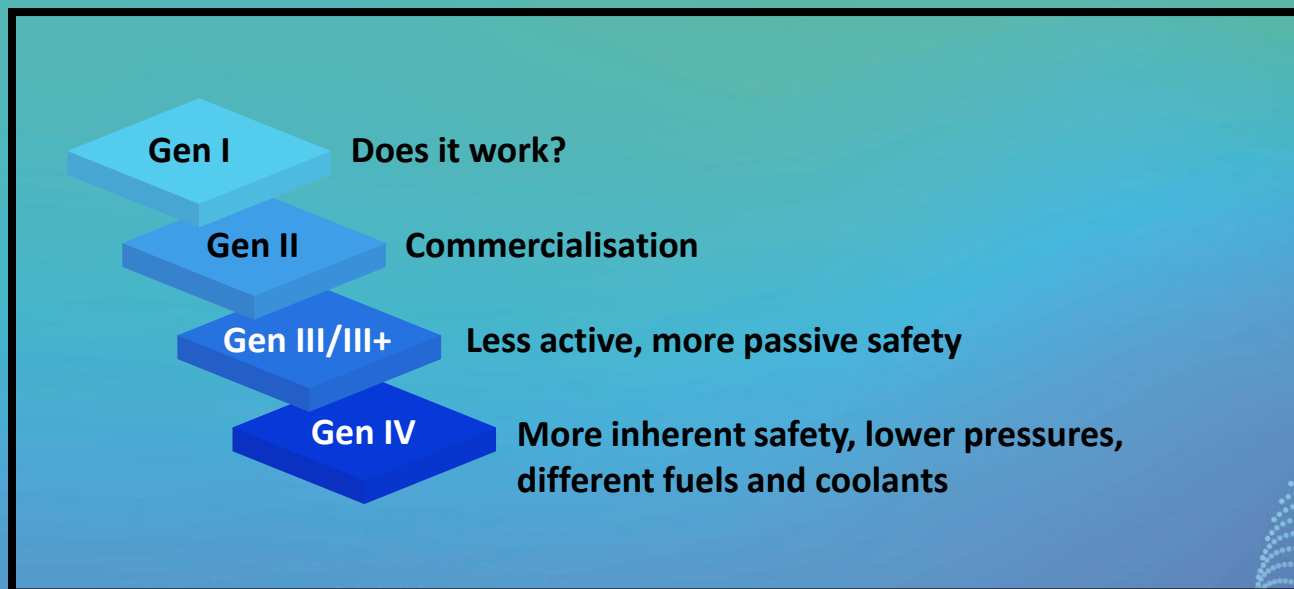 Gen I Does it work?
Gen II Commercialisation
Gen III/III+ Less active, more passive safety
Gen IV More inherent safety, lower pressures,
different fuels and coolants